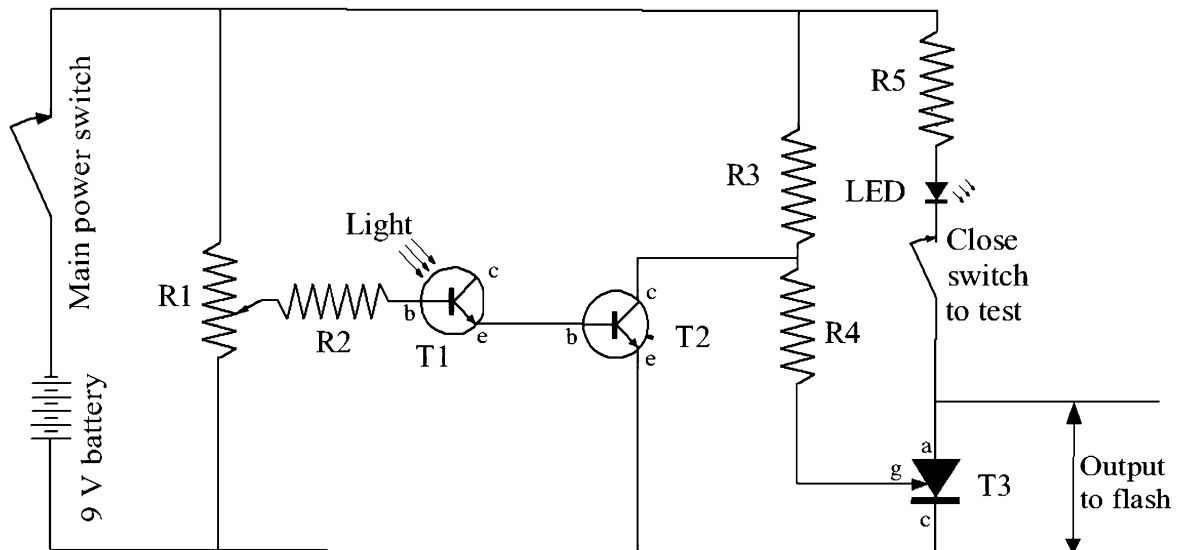 Main power switch
9 V battery
R1
R2
Light
b
c
e
T1
b
c
e
T2
R3
R4
R5
LED
Close
switch
to test
a
g
c
T3
Output
to flash